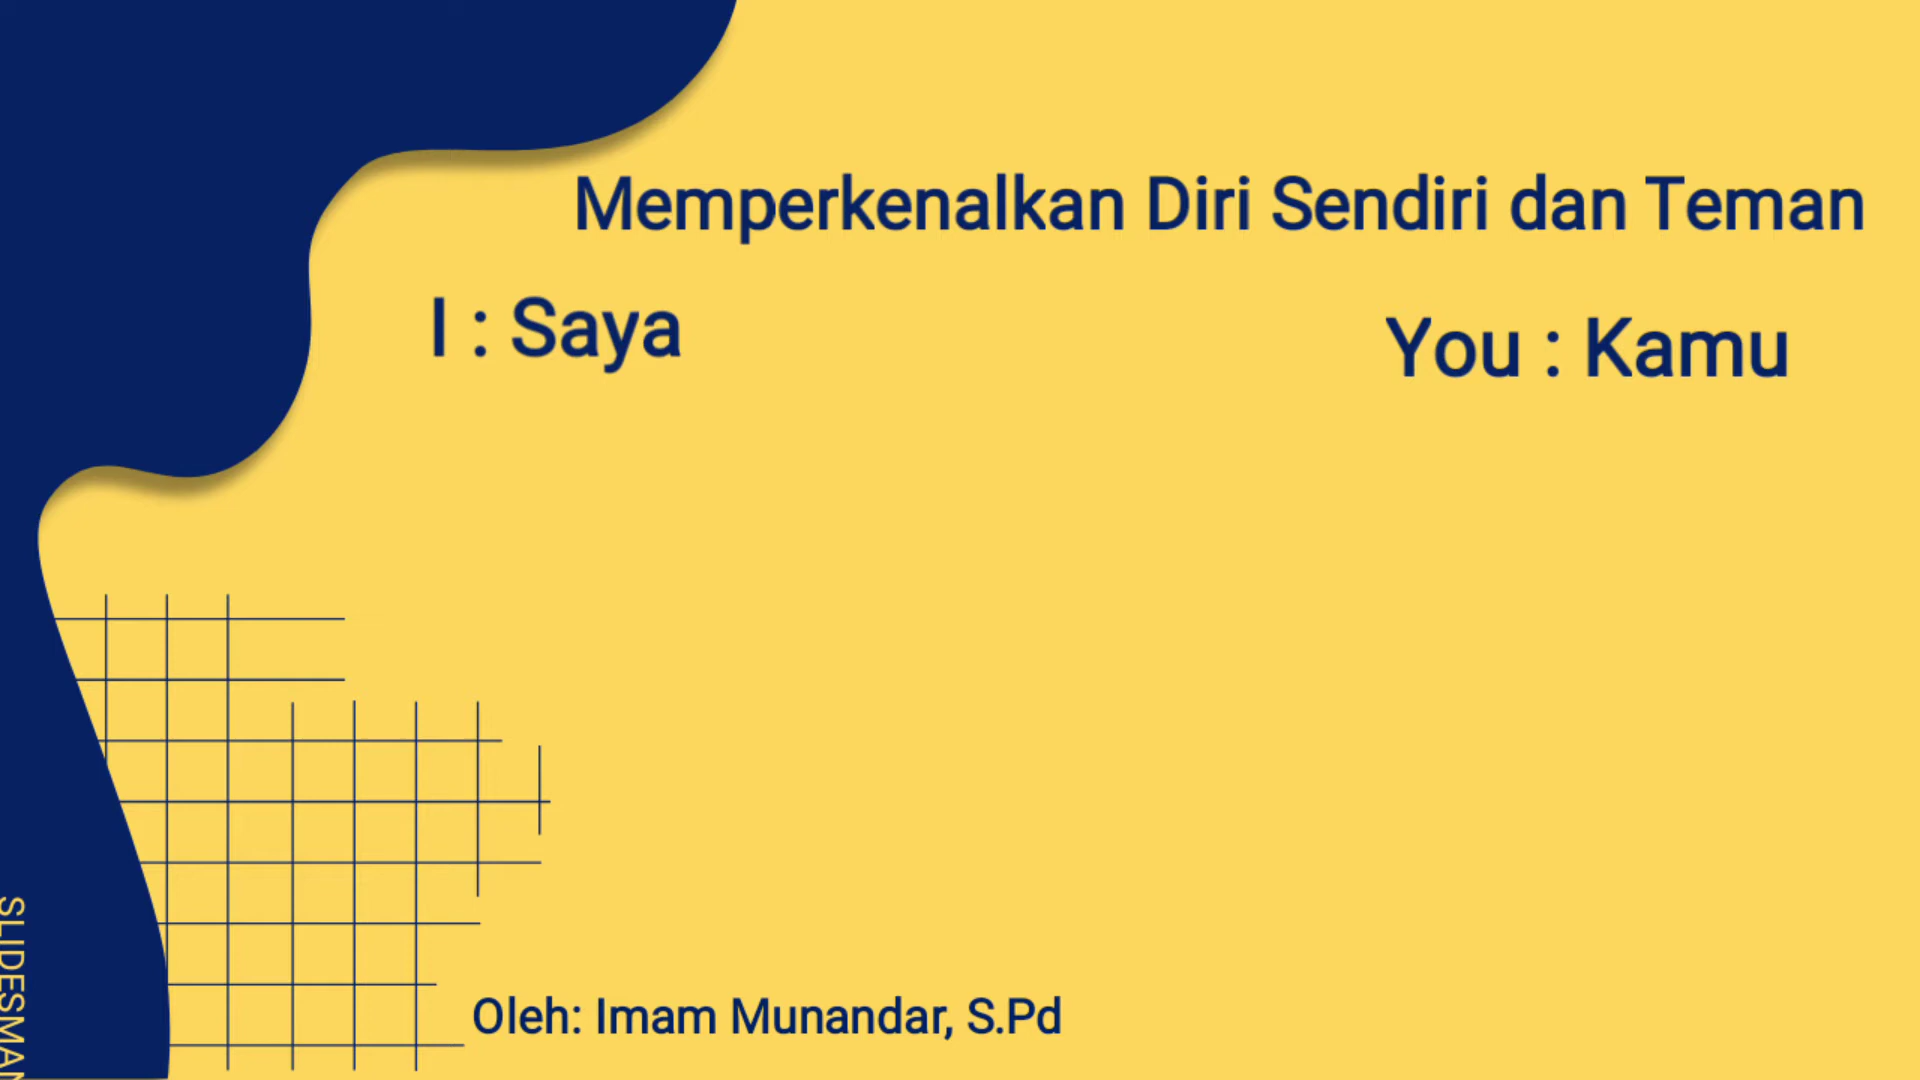 Memperkenalkan Diri Sendiri dan Teman
I : Saya
You : Kamu
Oleh: Imam Munandar, S.Pd